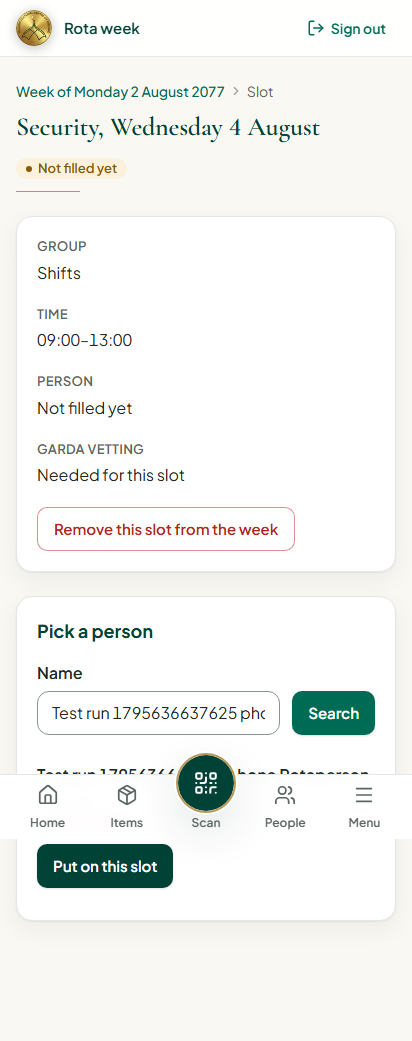 Rota week
Sign out
Week of Monday 2 August 2077 > Slot
Security, Wednesday 4 August
Not filled yet
GROUP
Shifts
TIME
09:00–13:00
PERSON
Not filled yet
GARDA VETTING
Needed for this slot
Remove this slot from the week
Pick a person
Name
Test run 1795636637625 pho
Search
Test run
Home
Items
Scan
People
Menu
Put on this slot